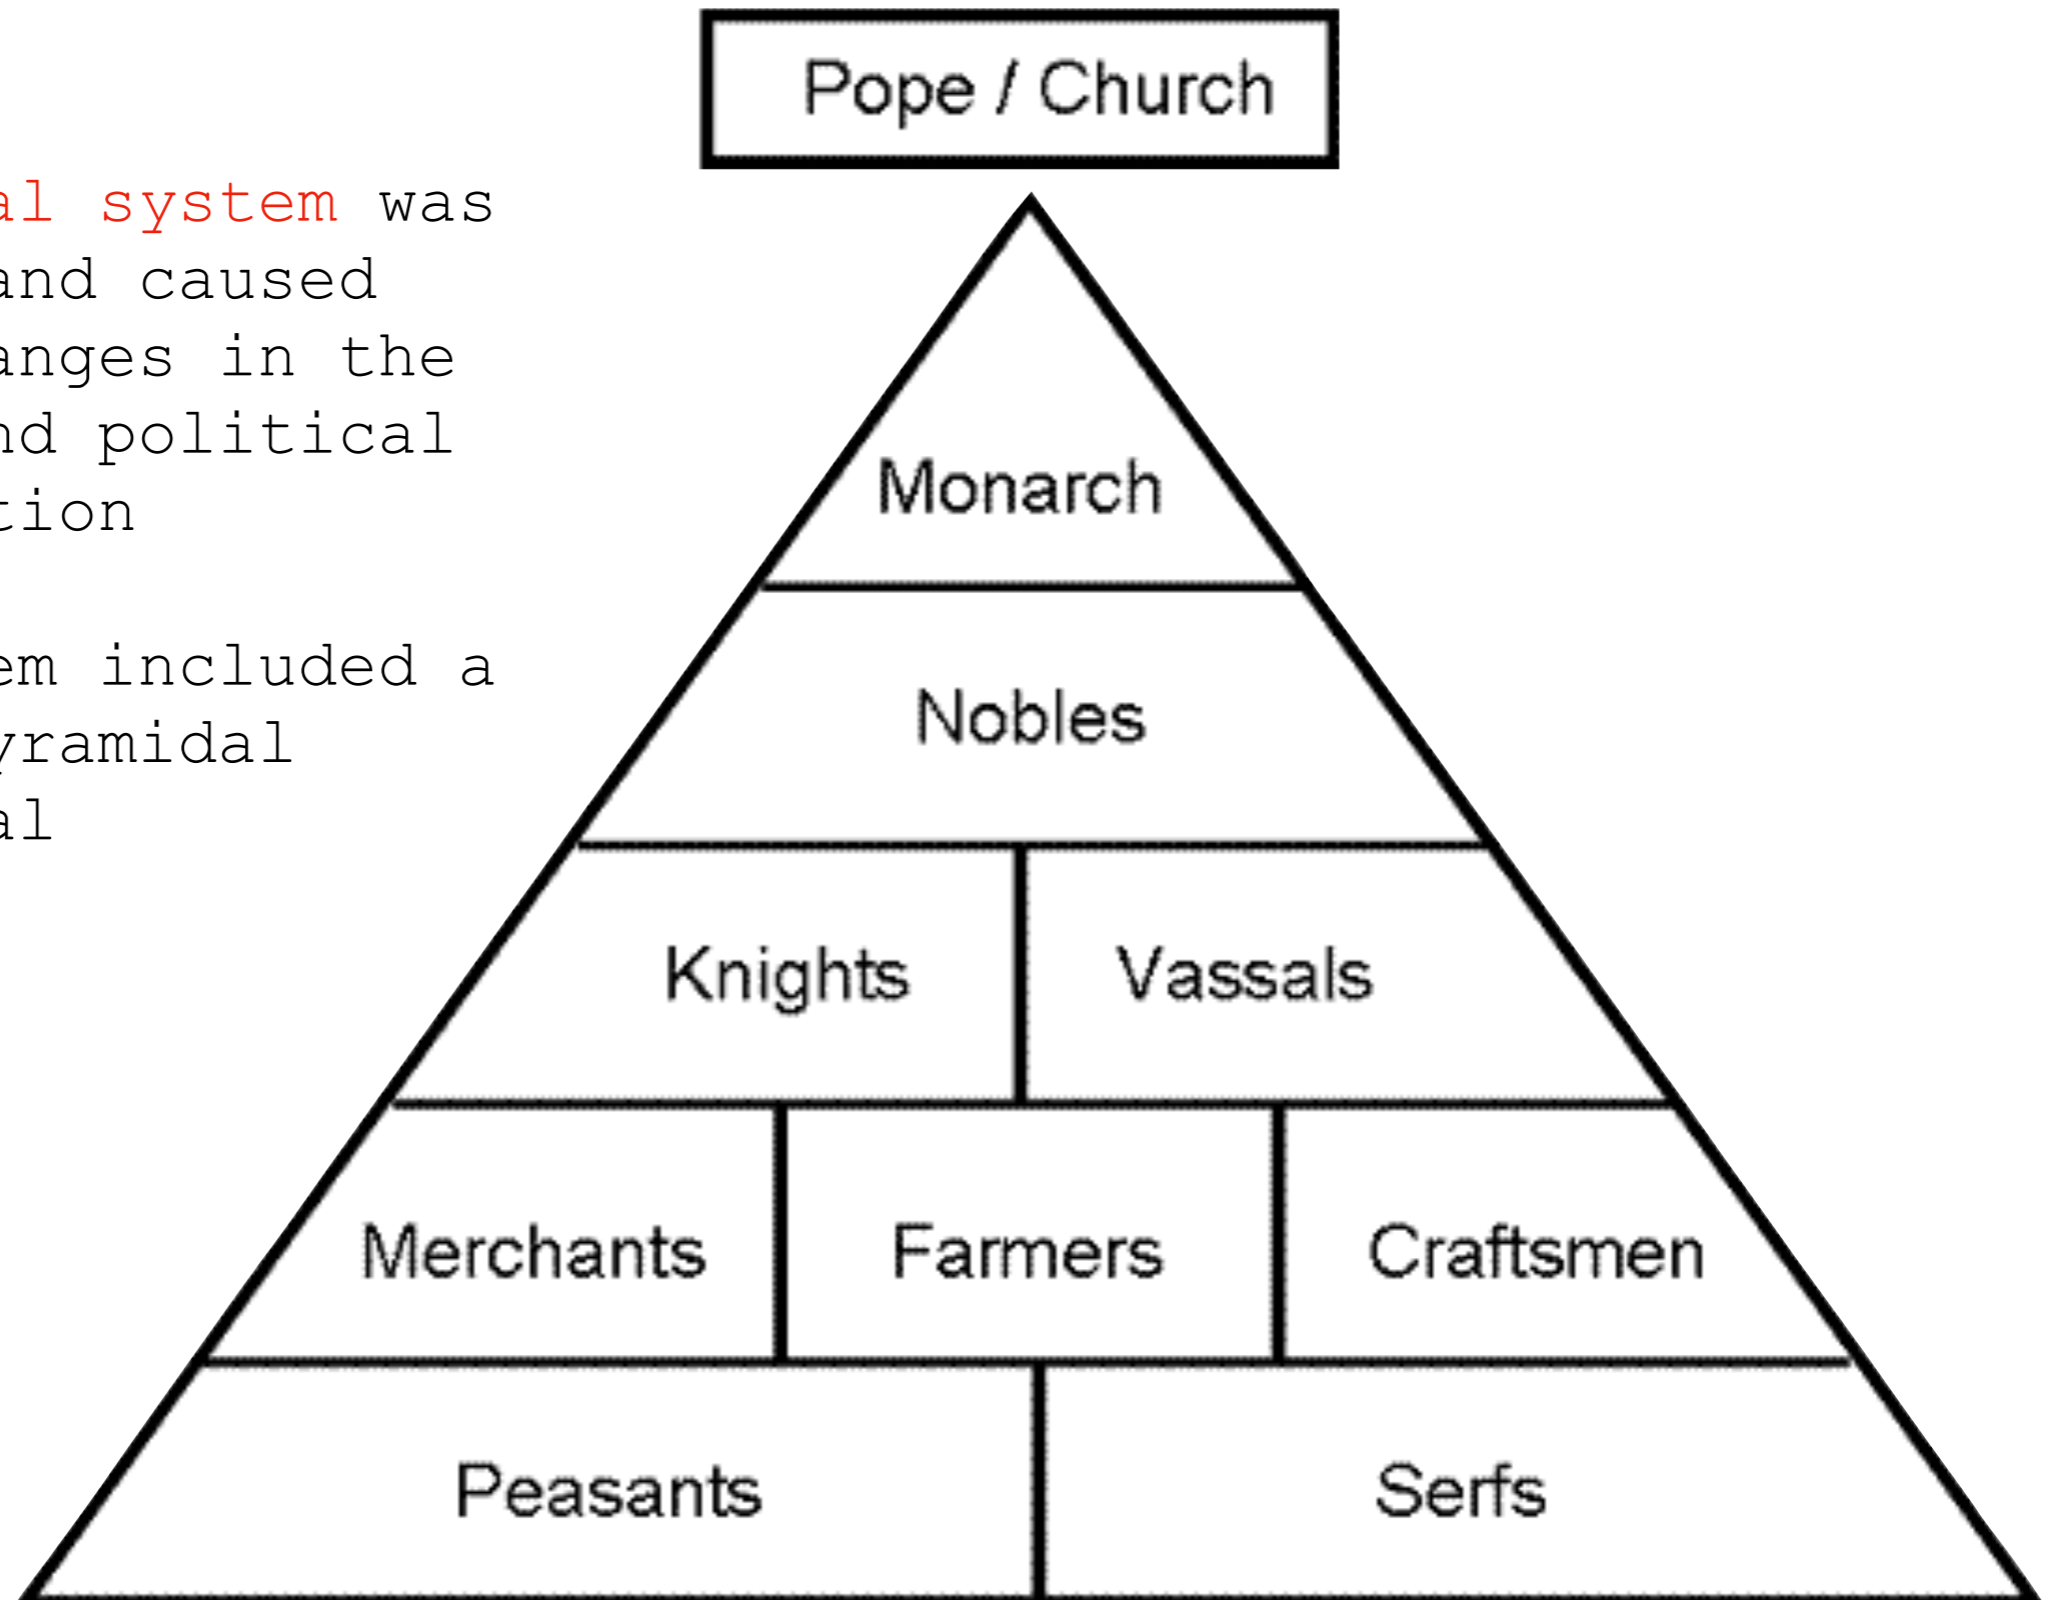 Pope / Church
al system was
and caused
anges in the
nd political
tion
em included a
yramidal
al
Monarch
Nobles
Knights Vassals
Merchants Farmers Craftsmen
Peasants Serfs